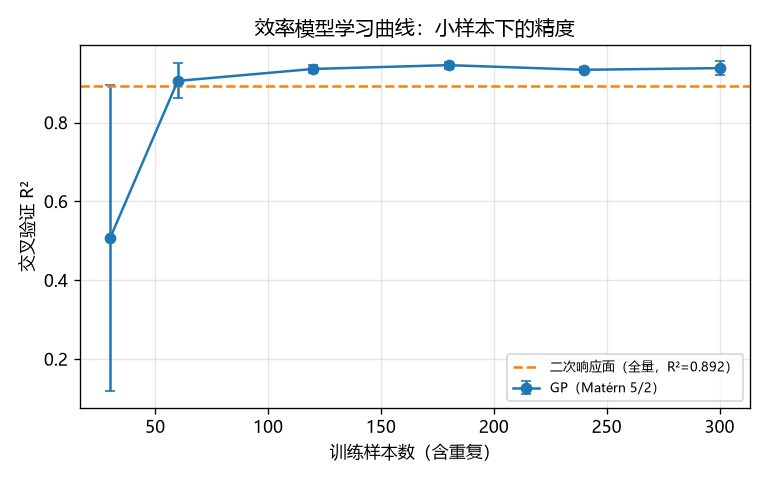 效率模型学习曲线：小样本下的精度
交叉验证 R²
0.8
0.6
0.4
0.2
50
100
150
200
250
300
训练样本数（含重复）
二次响应面（全量，R²=0.892）
GP（Matérn 5/2）